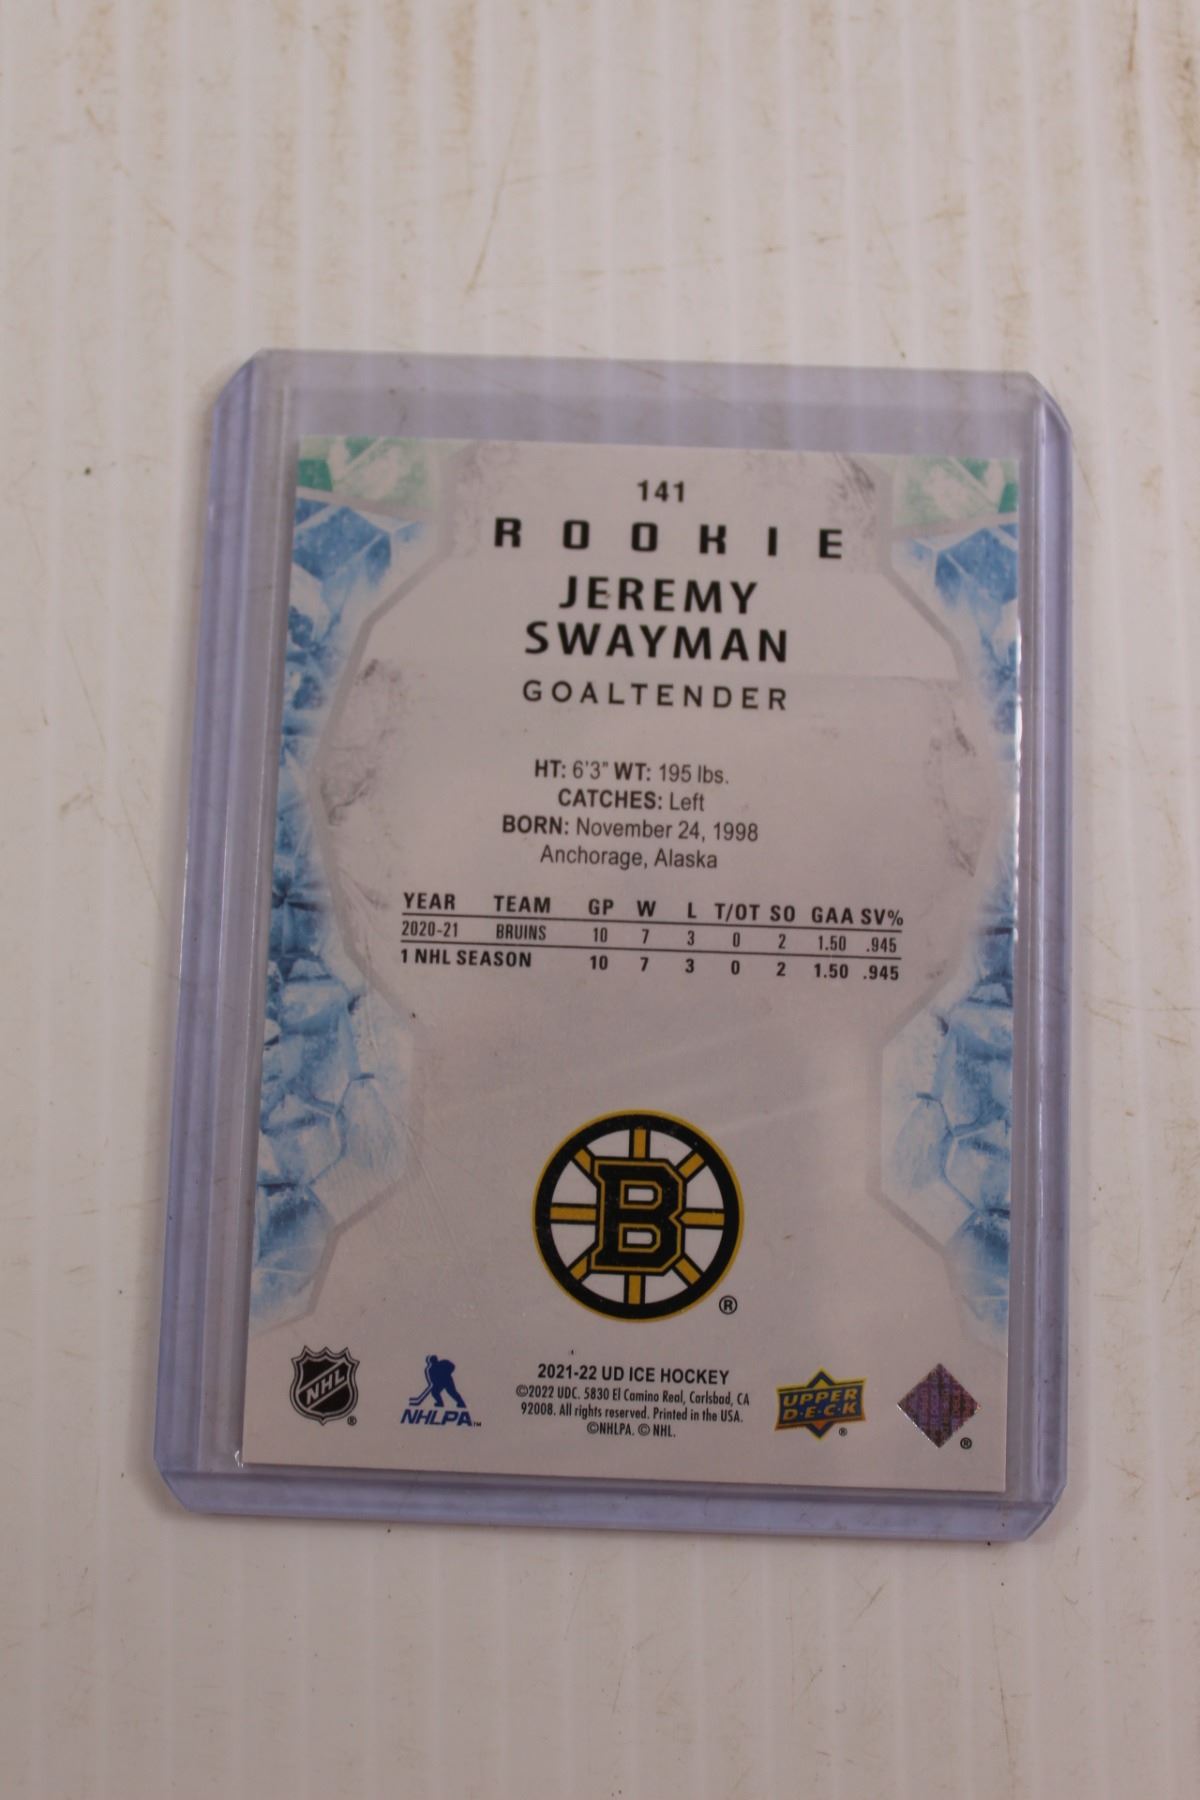 141
ROOKIE
JEREMY
SWAYMAN
GOALTENDER
HT: 6'3" WT: 195 lbs.
CATCHES: Left
BORN: November 24, 1998
Anchorage, Alaska
YEAR TEAM GP W L T/OT SO GAA SV%
2020-21 BRUINS 10 7 3 0 2 1.50 .945
1 NHL SEASON 10 7 3 0 2 1.50 .945
B
®
2021-22 UD ICE HOCKEY
©2022 UDC. 5830 El Camino Real, Carlsbad, CA
92008. All rights reserved. Printed in the USA.
©NHLPA. © NHL.
NHL ®
NHLPA™
UPPER
D·E·C·K ®
®